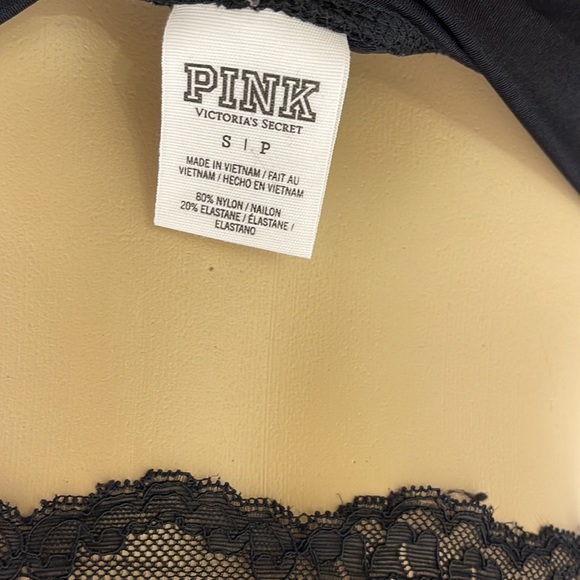 PINK
VICTORIA'S SECRET
S | P
MADE IN VIETNAM / FAIT AU
VIETNAM / HECHO EN VIETNAM
80% NYLON / NAILON
20% ELASTANE / ÉLASTANE /
ELASTANO